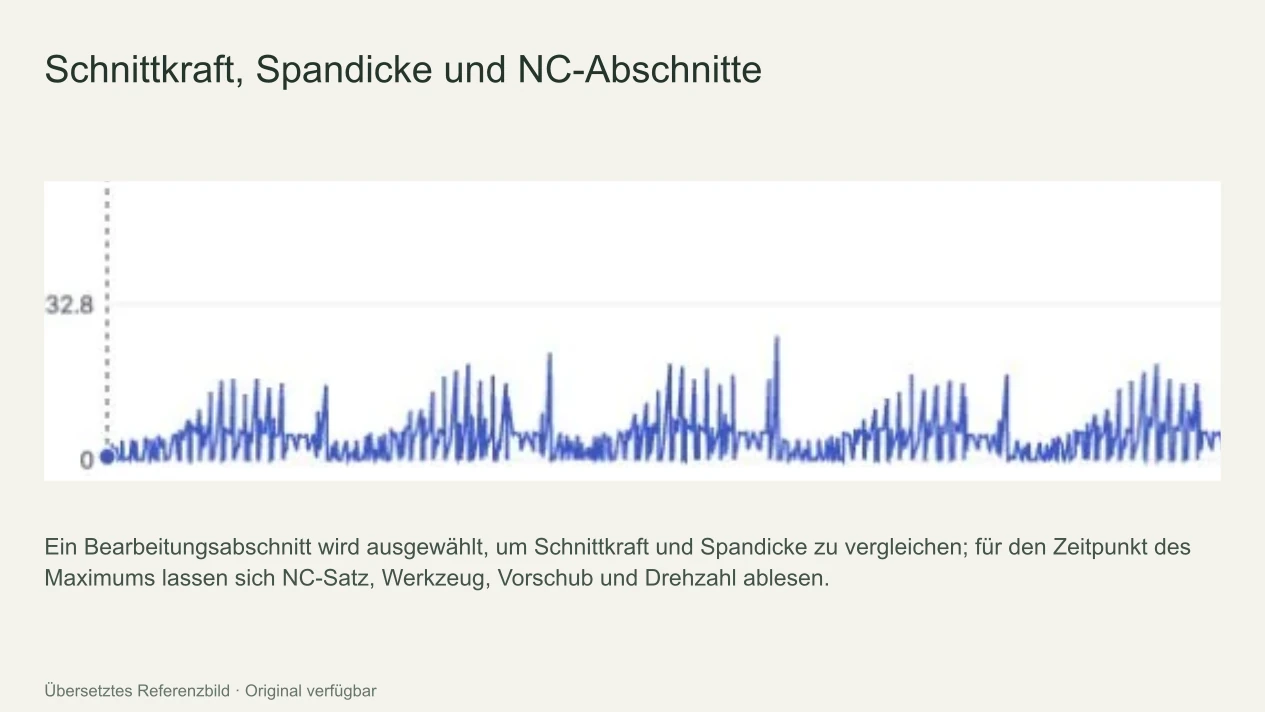 Schnittkraft, Spandicke und NC-Abschnitte
32.8
0
Ein Bearbeitungsabschnitt wird ausgewählt, um Schnittkraft und Spandicke zu vergleichen; für den Zeitpunkt des
Maximums lassen sich NC-Satz, Werkzeug, Vorschub und Drehzahl ablesen.
Übersetztes Referenzbild · Original verfügbar